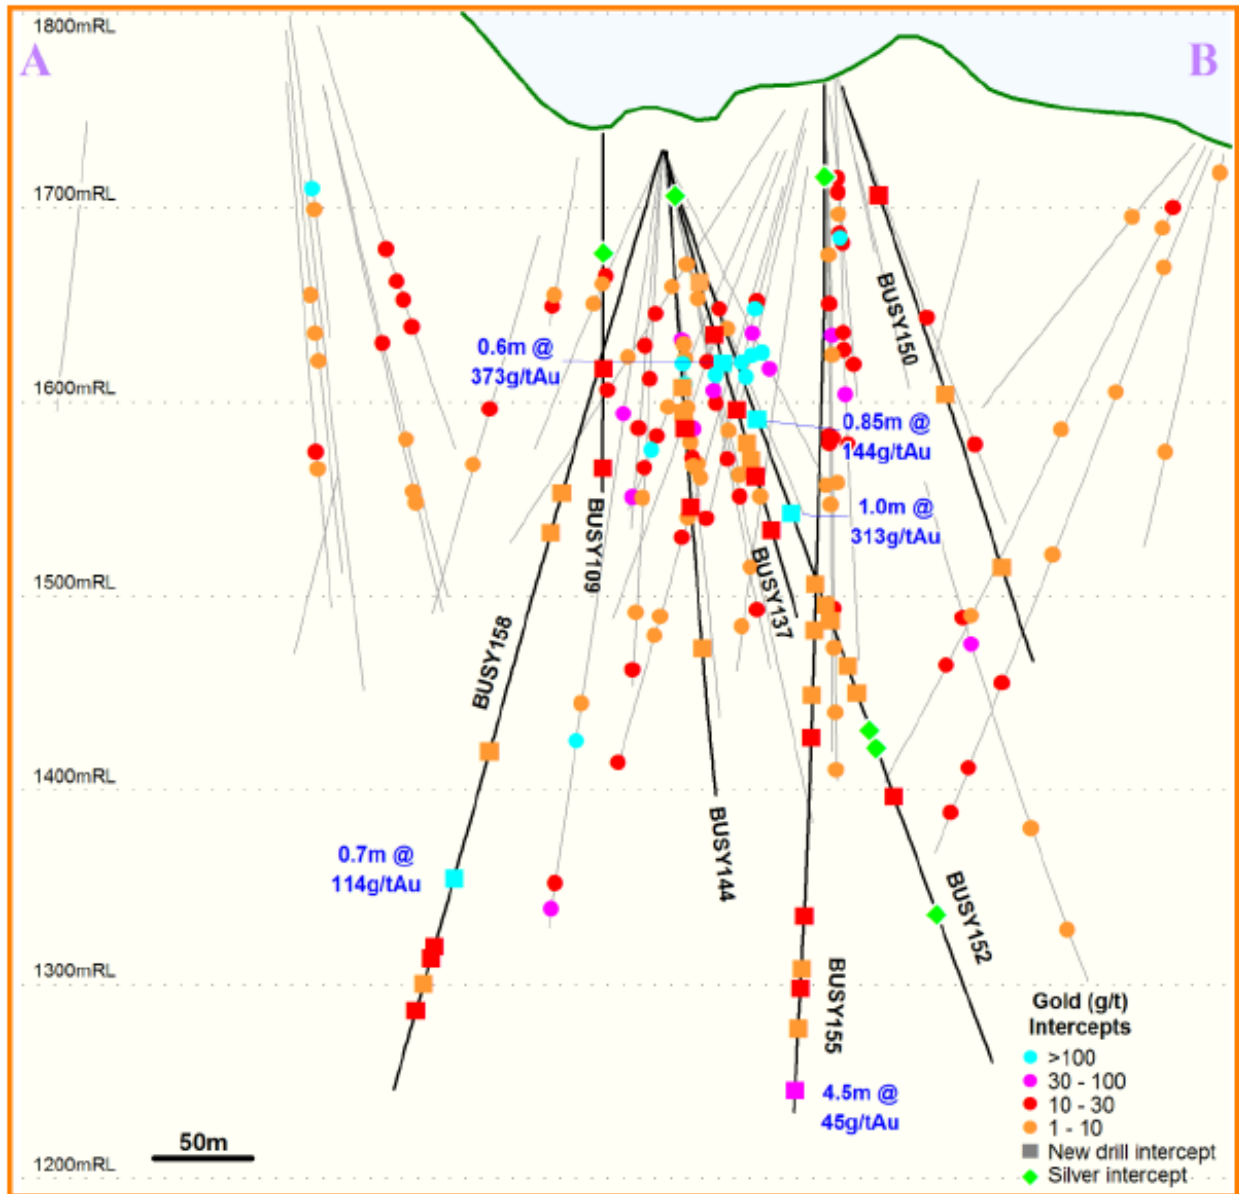 1800mRL
A
B
1700mRL
BUSY150
0.6m @
373g/tAu
1600mRL
0.85m @
144g/tAu
1.0m @
313g/tAu
BUSY109
BUSY137
1500mRL
BUSY158
1400mRL
BUSY144
0.7m @
114g/tAu
BUSY152
1300mRL
BUSY155
Gold (g/t)
Intercepts
>100
30 - 100
10 - 30
1 - 10
New drill intercept
Silver intercept
4.5m @
45g/tAu
50m
1200mRL